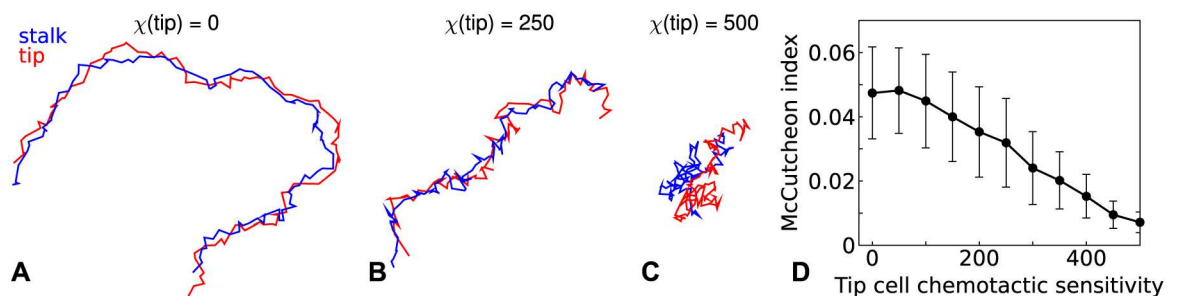 χ(tip) = 0
χ(tip) = 250
χ(tip) = 500
stalk
tip
A
B
C
D
McCutcheon index
0.06
0.04
0.02
0
0
200
400
Tip cell chemotactic sensitivity